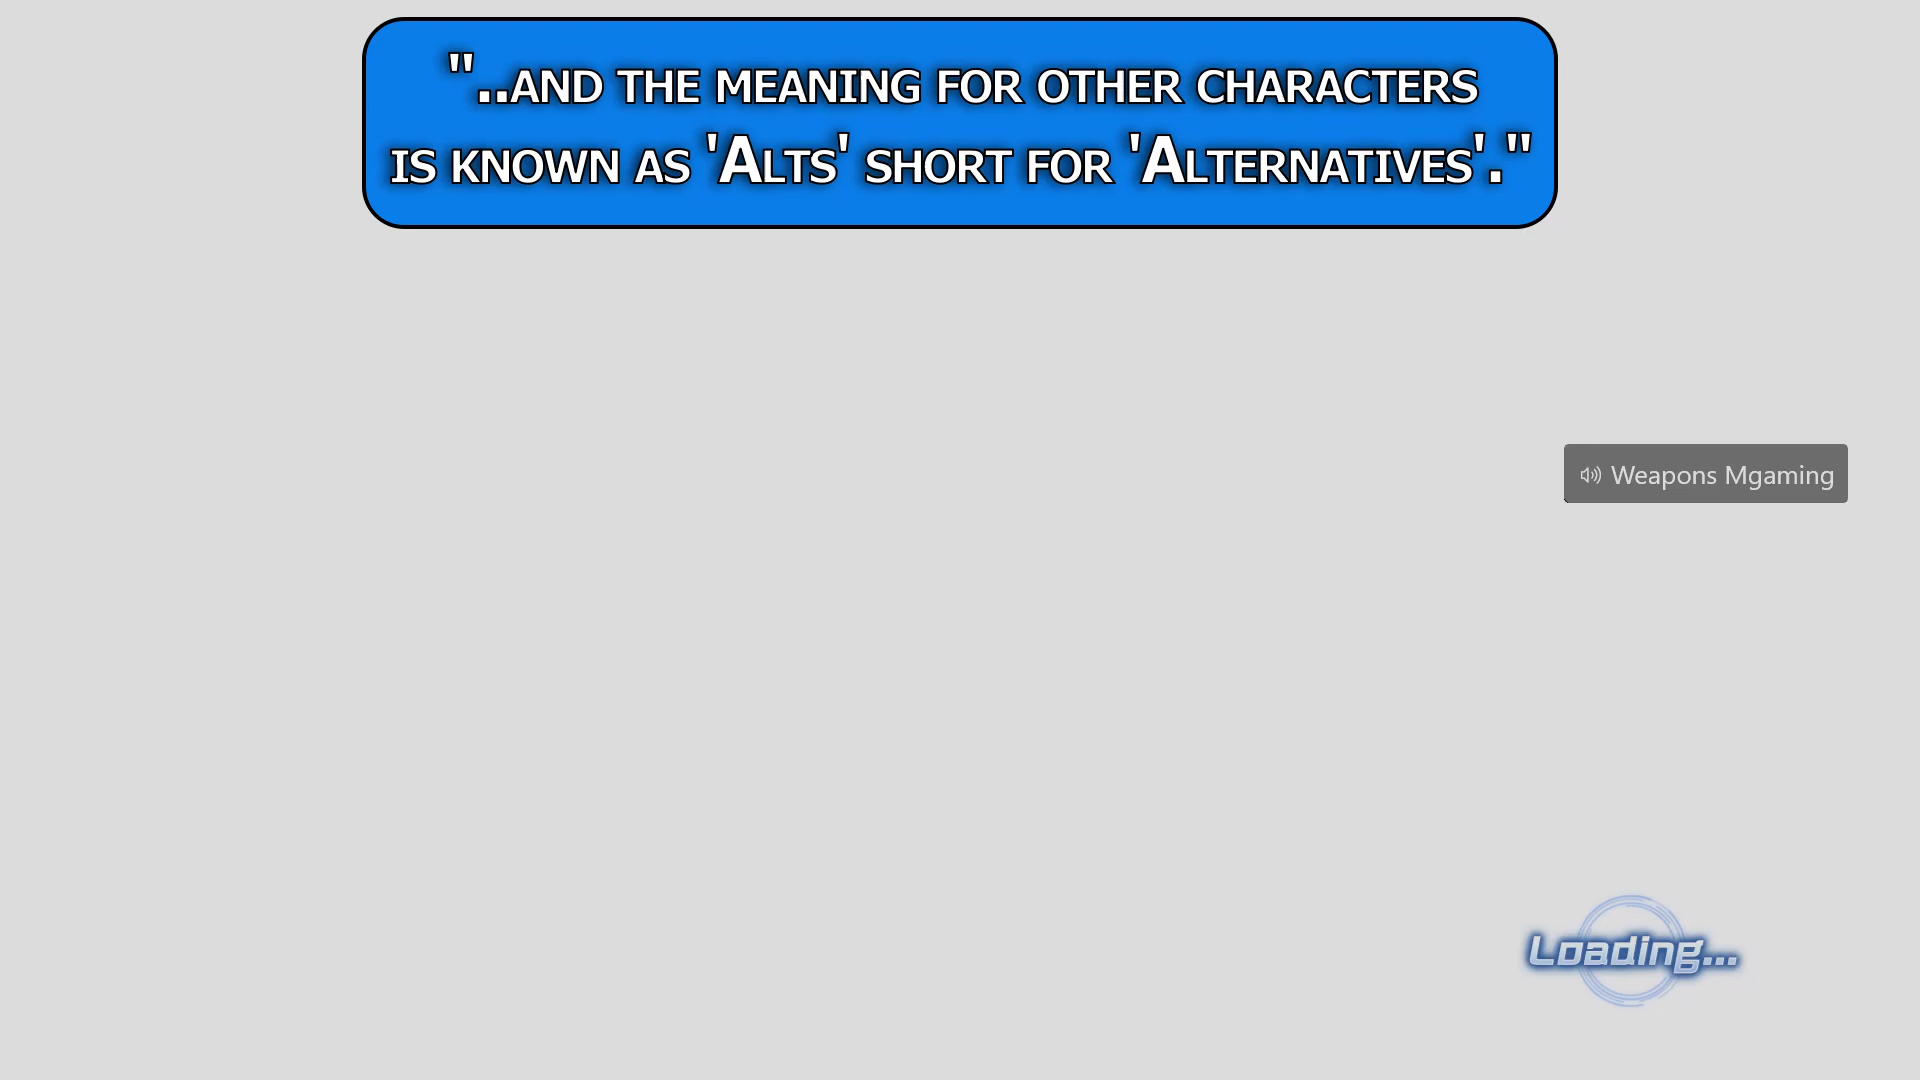 "..AND THE MEANING FOR OTHER CHARACTERS
IS KNOWN AS 'ALTS' SHORT FOR 'ALTERNATIVES'."
Weapons Mgaming
Loading...